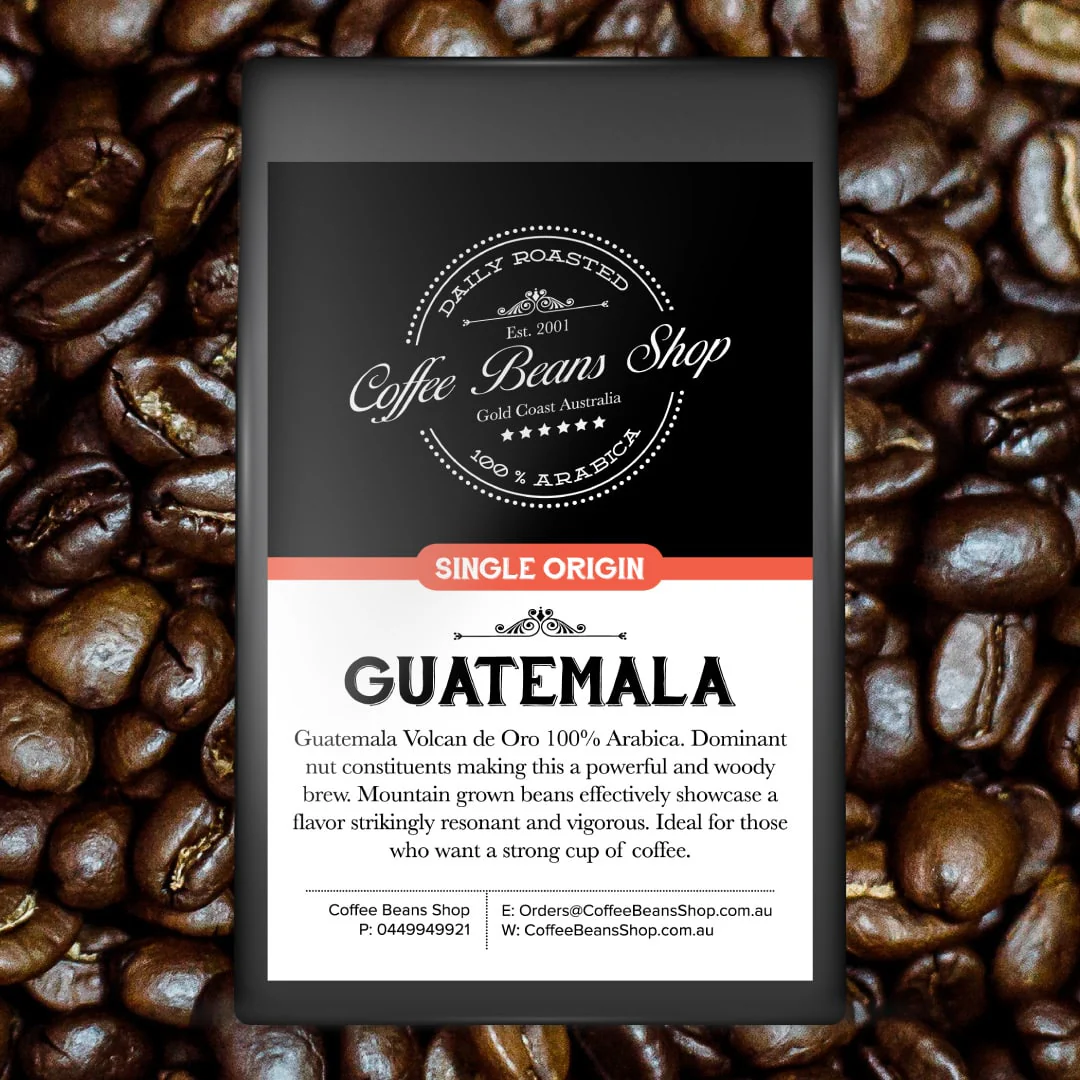 DAILY ROASTED
Est. 2001
Coffee Beans Shop
Gold Coast Australia
100 % ARABICA
SINGLE ORIGIN
GUATEMALA
Guatemala Volcan de Oro 100% Arabica. Dominant
nut constituents making this a powerful and woody
brew. Mountain grown beans effectively showcase a
flavor strikingly resonant and vigorous. Ideal for those
who want a strong cup of coffee.
Coffee Beans Shop
P: 0449949921
E: Orders@CoffeeBeansShop.com.au
W: CoffeeBeansShop.com.au